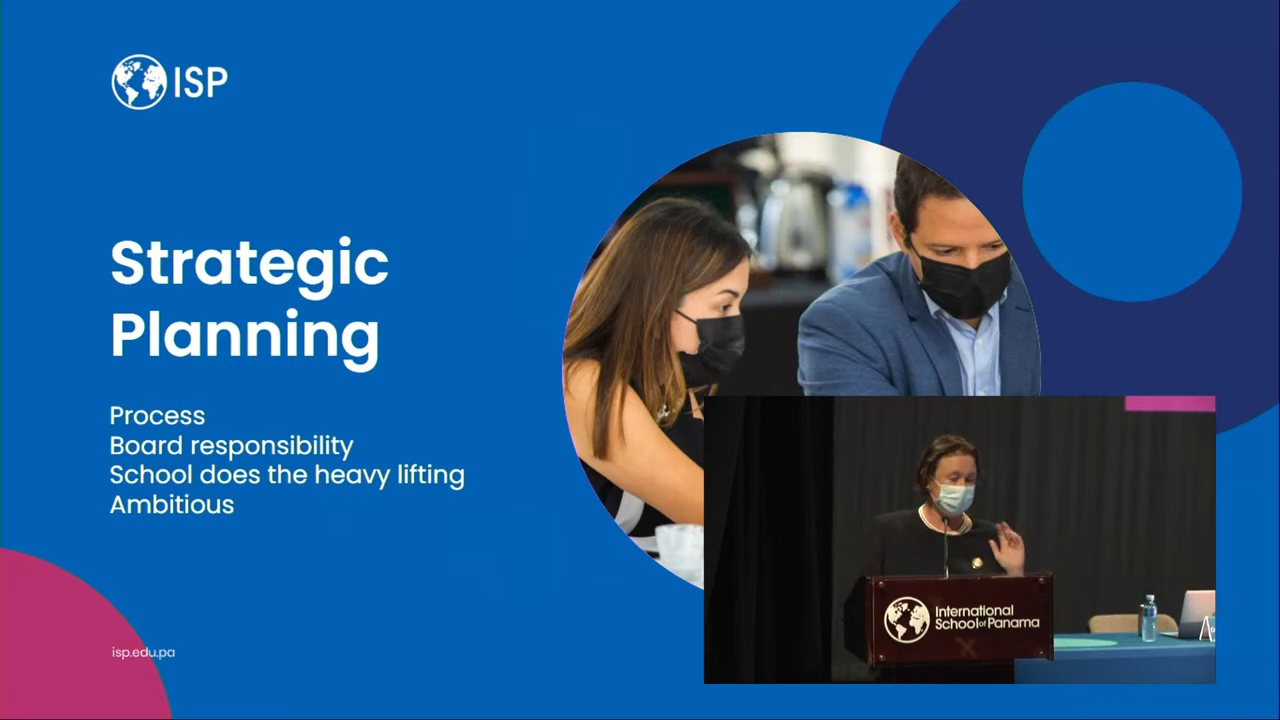 ISP
Strategic
Planning
Process
Board responsibility
School does the heavy lifting
Ambitious
International
School of Panama
isp.edu.pa